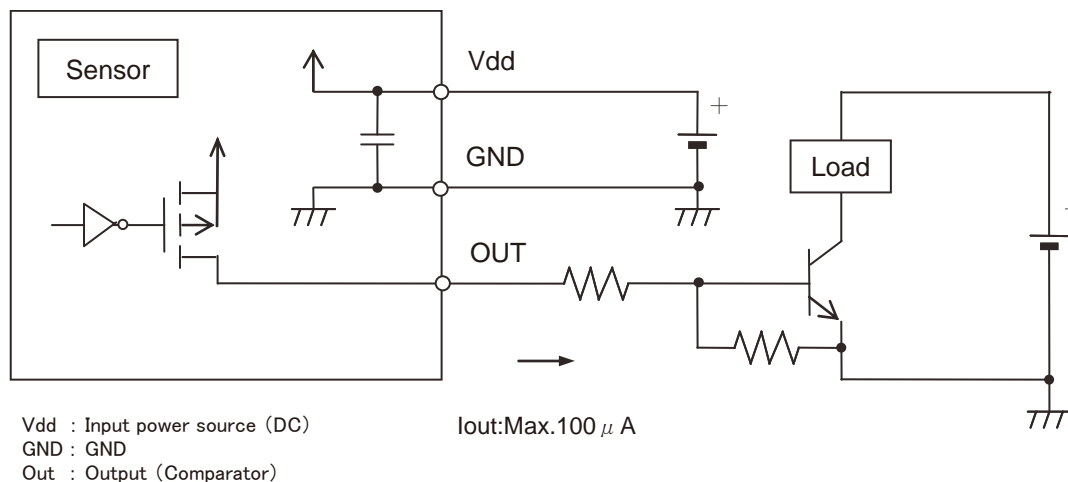 Sensor
Vdd
+
GND
Load
+
OUT
Vdd : Input power source (DC)
GND : GND
Out : Output (Comparator)
Iout:Max.100 μ A